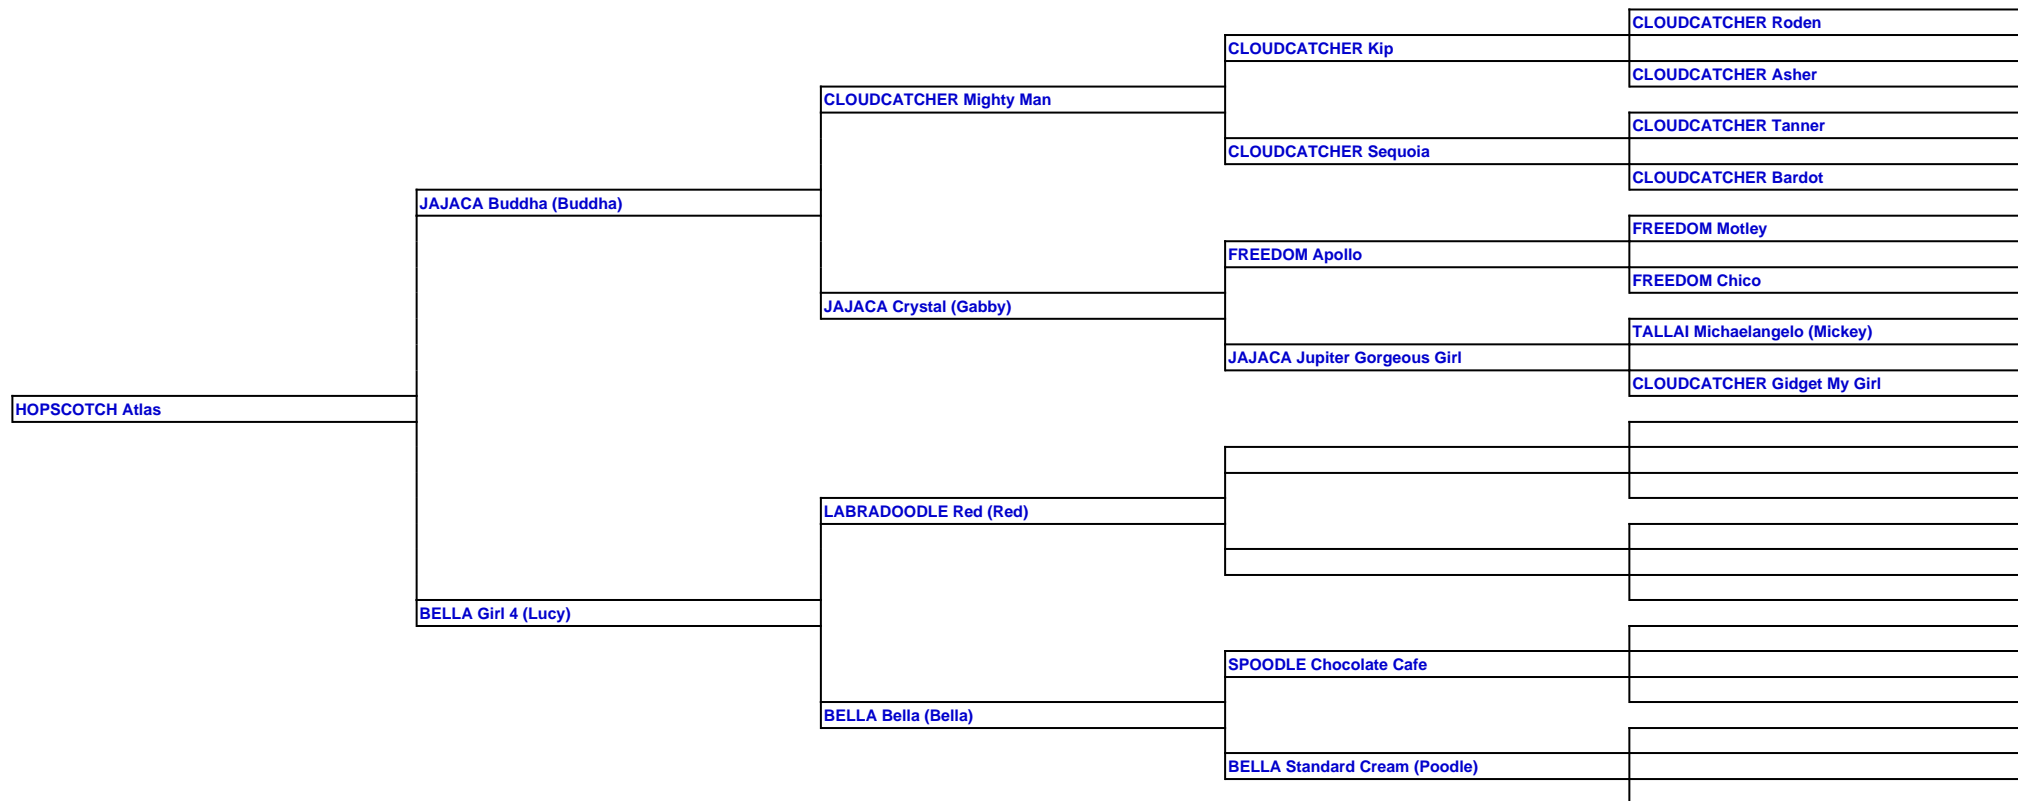 CLOUDCATCHER Roden
CLOUDCATCHER Kip
CLOUDCATCHER Asher
CLOUDCATCHER Mighty Man
CLOUDCATCHER Tanner
CLOUDCATCHER Sequoia
CLOUDCATCHER Bardot
JAJACA Buddha (Buddha)
FREEDOM Motley
FREEDOM Apollo
FREEDOM Chico
JAJACA Crystal (Gabby)
TALLAI Michaelangelo (Mickey)
JAJACA Jupiter Gorgeous Girl
CLOUDCATCHER Gidget My Girl
HOPSCOTCH Atlas
LABRADOODLE Red (Red)
BELLA Girl 4 (Lucy)
SPOODLE Chocolate Cafe
BELLA Bella (Bella)
BELLA Standard Cream (Poodle)